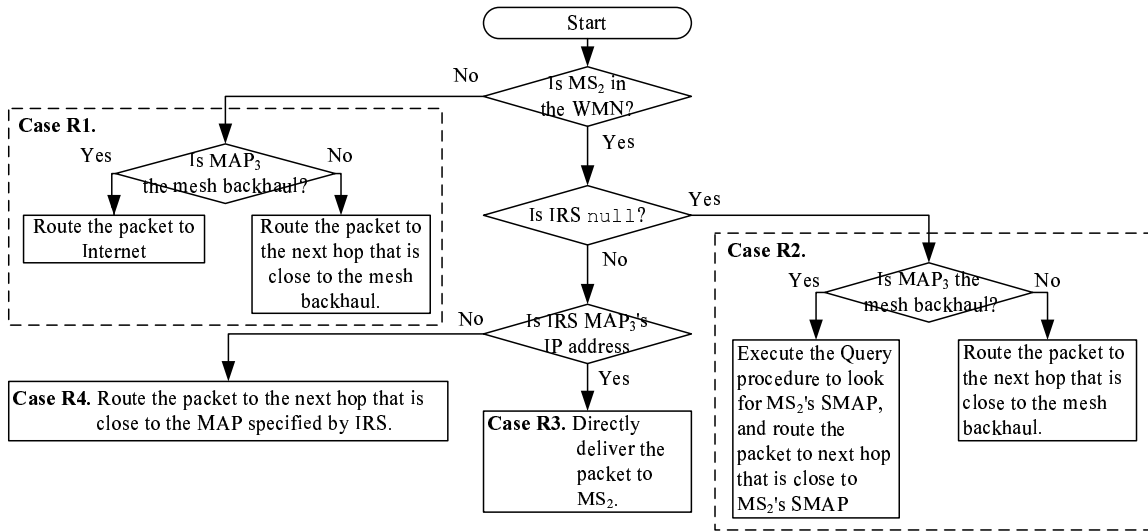 Start
Is MS₂ in
the WMN?
No
Yes
Case R1.
Is MAP₃
the mesh backhaul?
Yes
No
Route the packet to
Internet
Route the packet to
the next hop that is
close to the mesh
backhaul.
Is IRS null?
Yes
No
Case R2.
Is MAP₃ the
mesh backhaul?
Yes
No
Execute the Query
procedure to look
for MS₂'s SMAP,
and route the
packet to next hop
that is close to
MS₂'s SMAP
Route the packet to
the next hop that is
close to the mesh
backhaul.
Is IRS MAP₃'s
IP address
No
Yes
Case R4. Route the packet to the next hop that is
close to the MAP specified by IRS.
Case R3. Directly
deliver the
packet to
MS₂.